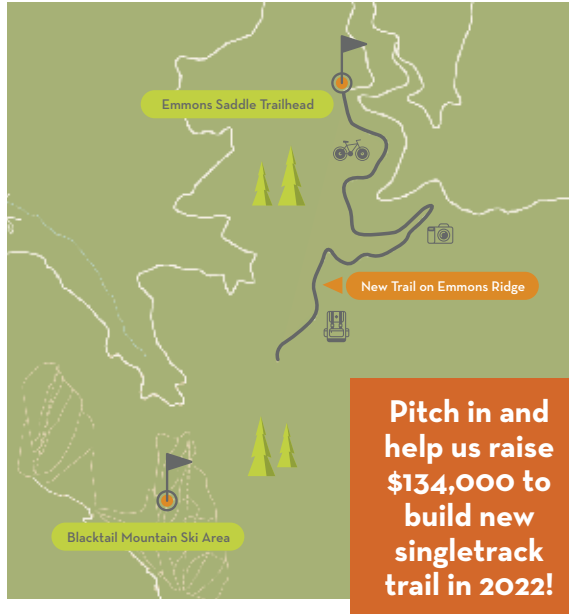 Emmons Saddle Trailhead
New Trail on Emmons Ridge
Pitch in and
help us raise
$134,000 to
build new
singletrack
trail in 2022!
Blacktail Mountain Ski Area